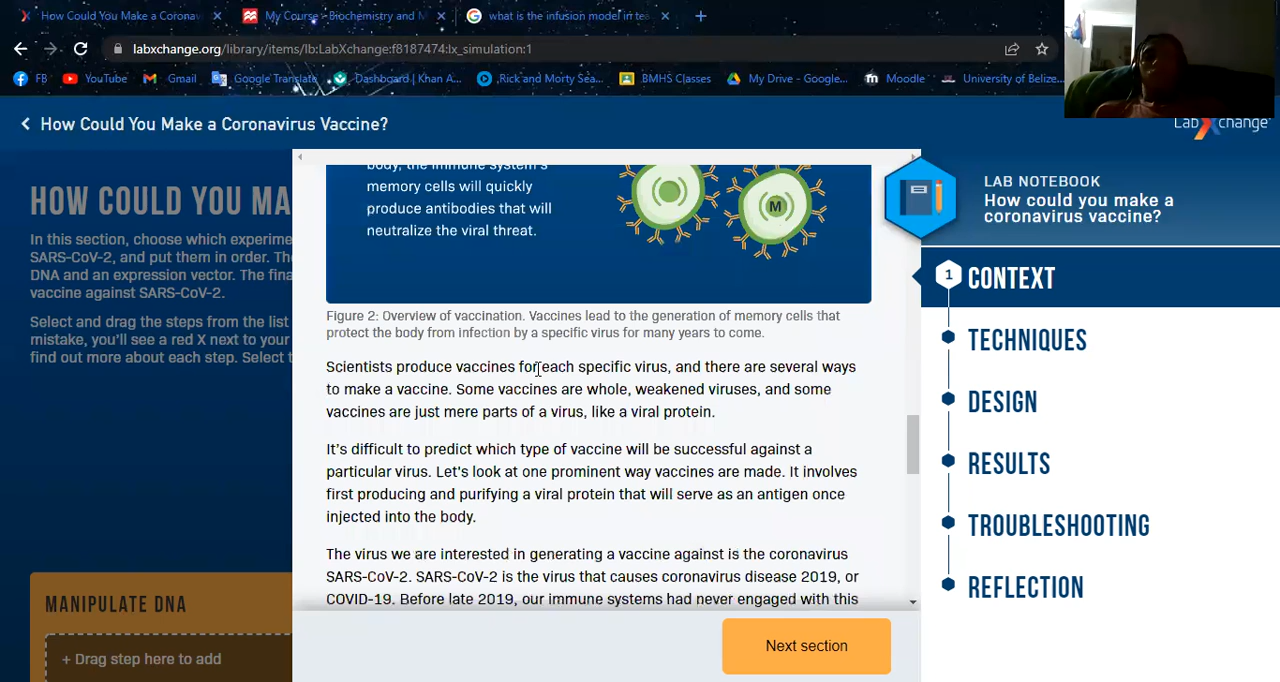 How Could You Make a Coronav
My Course - Biochemistry and M
what is the infusion model in tea
labxchange.org/library/items/lb:LabXchange:f8187474:lx_simulation:1
FB
YouTube
Gmail
Google Translate
Dashboard | Khan A...
Rick and Morty Sea...
BMHS Classes
My Drive - Google...
Moodle
University of Belize...
How Could You Make a Coronavirus Vaccine?
LabXchange
HOW COULD YOU MA
In this section, choose which experime
SARS-CoV-2, and put them in order. The
DNA and an expression vector. The fina
vaccine against SARS-CoV-2.
Select and drag the steps from the list
mistake, you'll see a red X next to your
find out more about each step. Select t
MANIPULATE DNA
+ Drag step here to add
body, the immune system's
memory cells will quickly
produce antibodies that will
neutralize the viral threat.
M
Figure 2: Overview of vaccination. Vaccines lead to the generation of memory cells that
protect the body from infection by a specific virus for many years to come.
Scientists produce vaccines for each specific virus, and there are several ways
to make a vaccine. Some vaccines are whole, weakened viruses, and some
vaccines are just mere parts of a virus, like a viral protein.
It's difficult to predict which type of vaccine will be successful against a
particular virus. Let's look at one prominent way vaccines are made. It involves
first producing and purifying a viral protein that will serve as an antigen once
injected into the body.
The virus we are interested in generating a vaccine against is the coronavirus
SARS-CoV-2. SARS-CoV-2 is the virus that causes coronavirus disease 2019, or
COVID-19. Before late 2019, our immune systems had never engaged with this
Next section
LAB NOTEBOOK
How could you make a
coronavirus vaccine?
1 CONTEXT
TECHNIQUES
DESIGN
RESULTS
TROUBLESHOOTING
REFLECTION